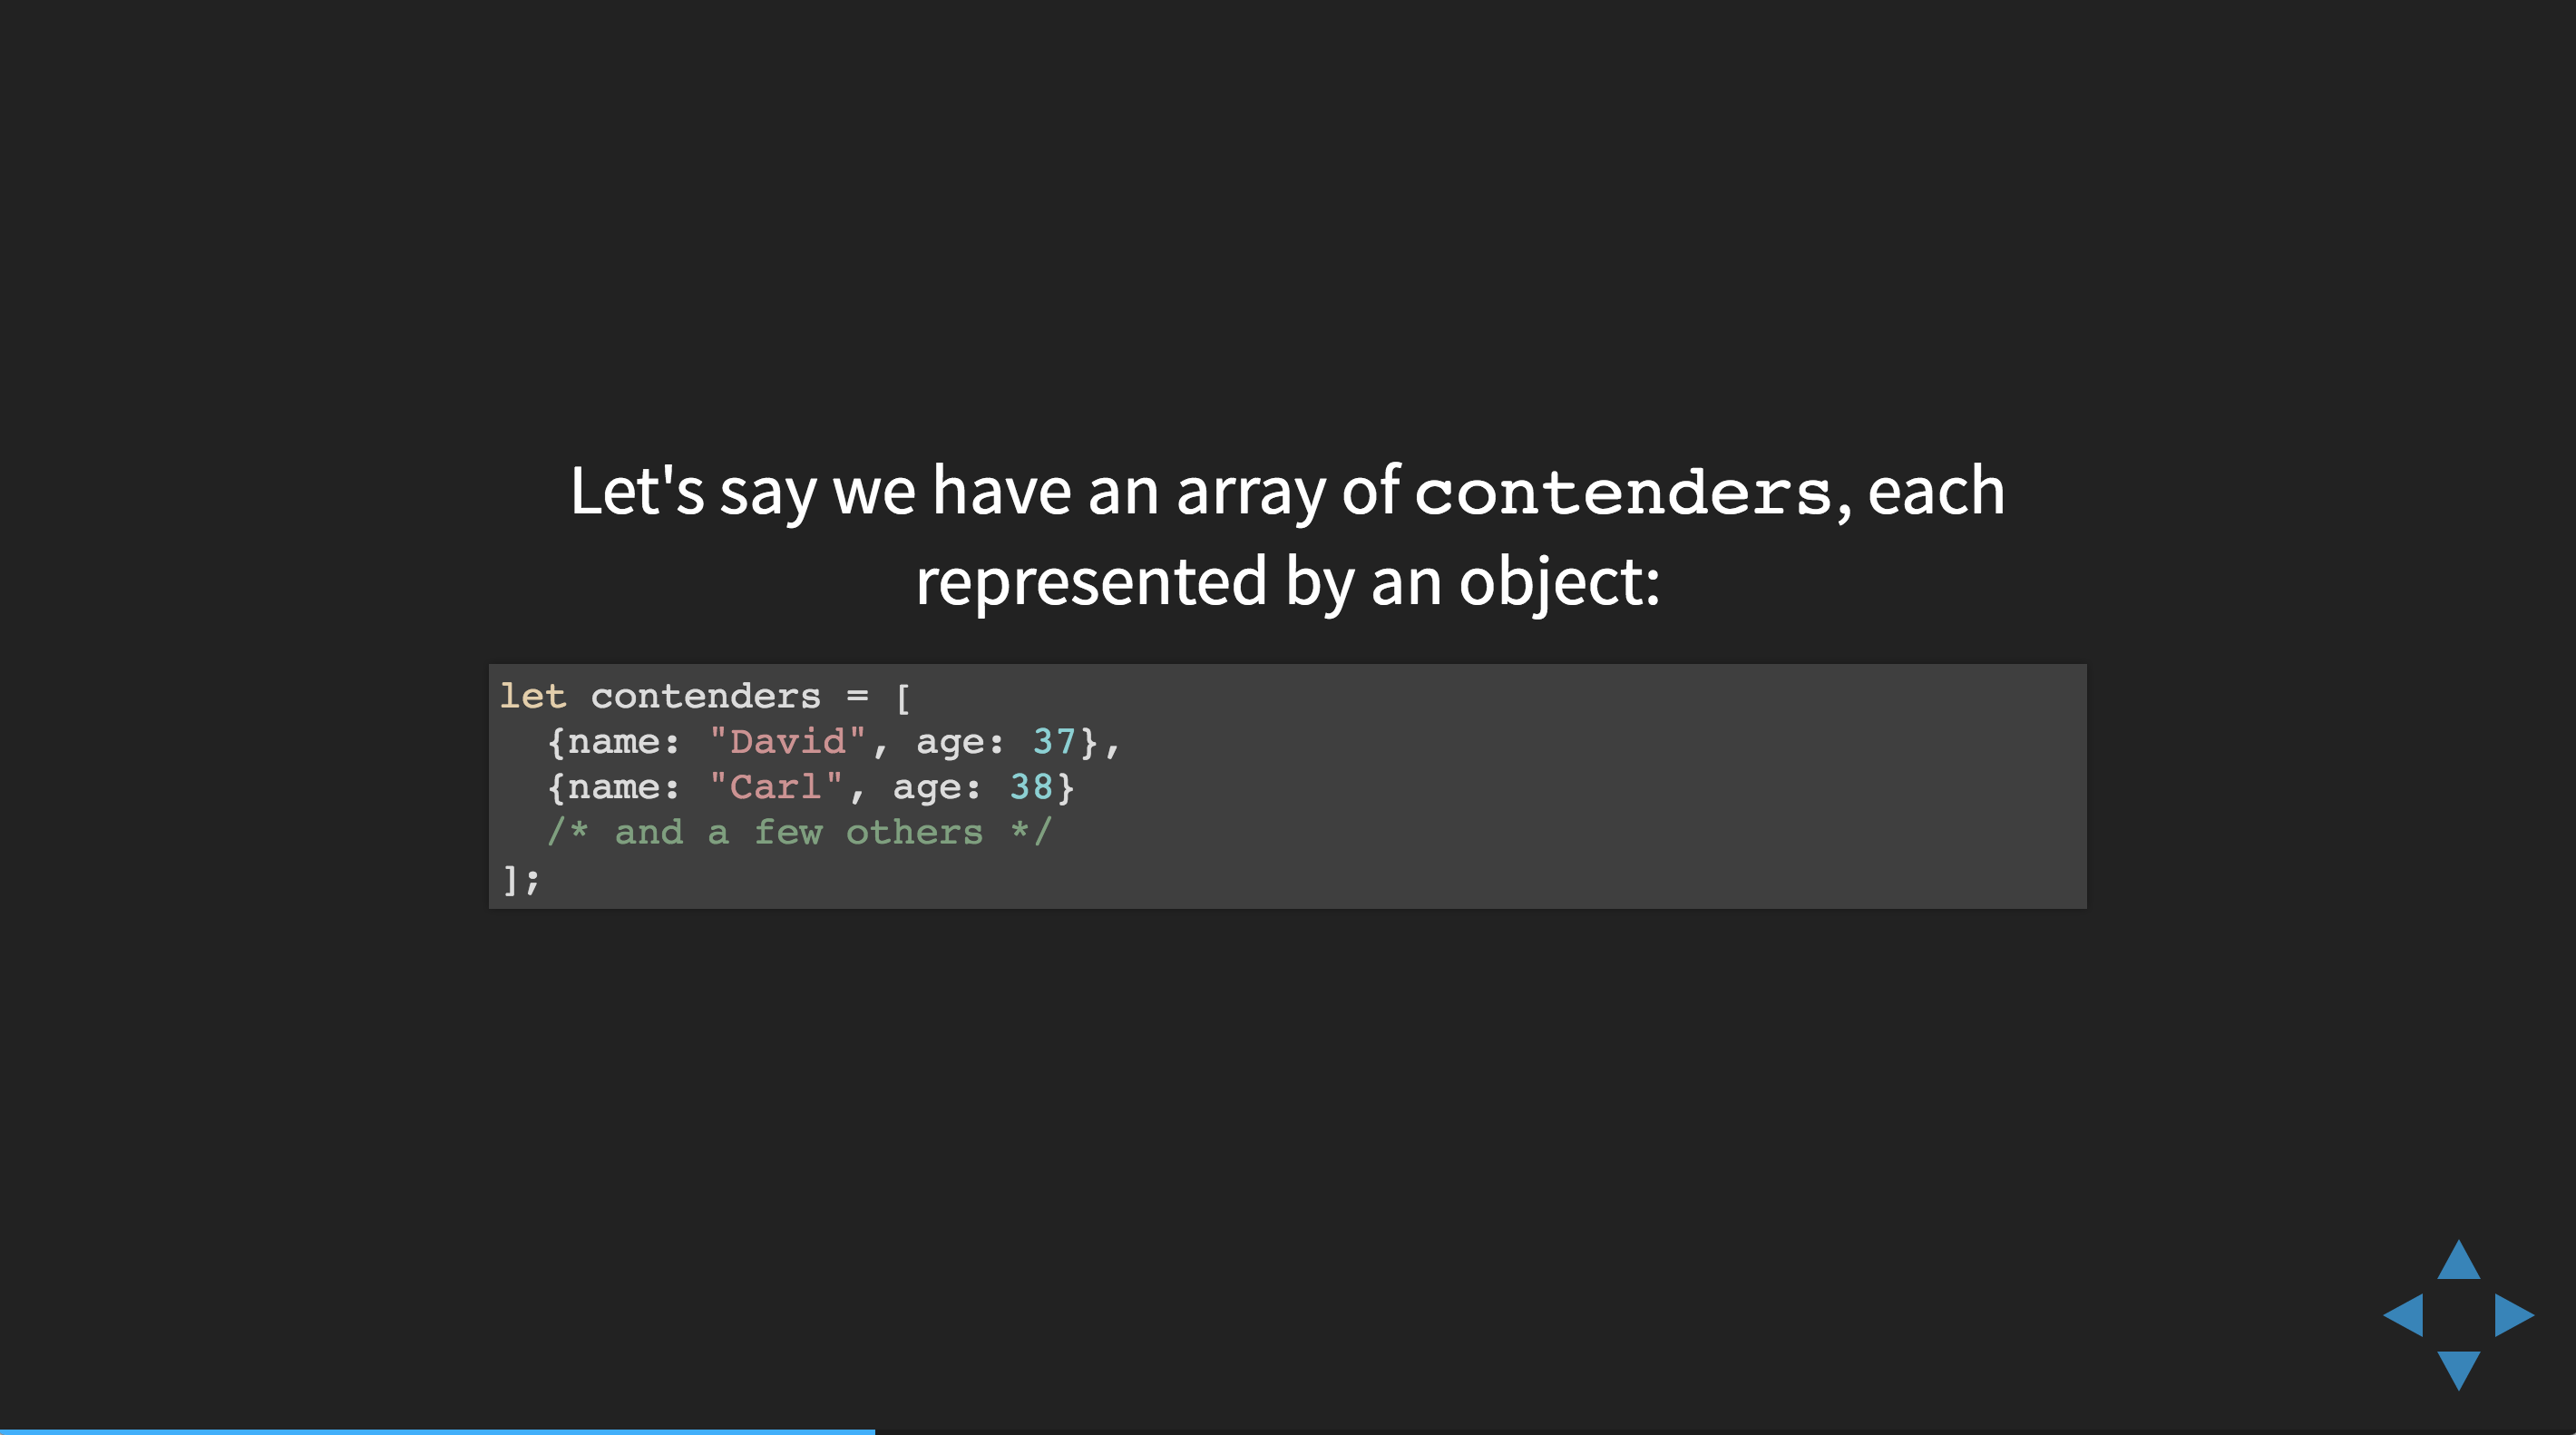 Let's say we have an array of contenders, each
represented by an object:
let contenders = [
  {name: "David", age: 37},
  {name: "Carl", age: 38}
  /* and a few others */
];